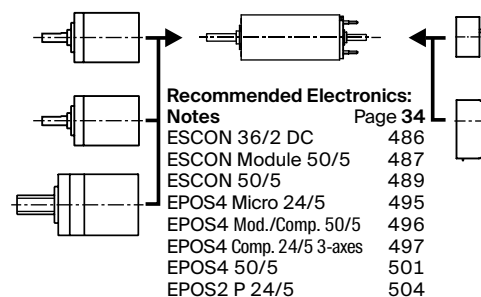 Recommended Electronics:
Notes Page 34
ESCON 36/2 DC 486
ESCON Module 50/5 487
ESCON 50/5 489
EPOS4 Micro 24/5 495
EPOS4 Mod./Comp. 50/5 496
EPOS4 Comp. 24/5 3-axes 497
EPOS4 50/5 501
EPOS2 P 24/5 504